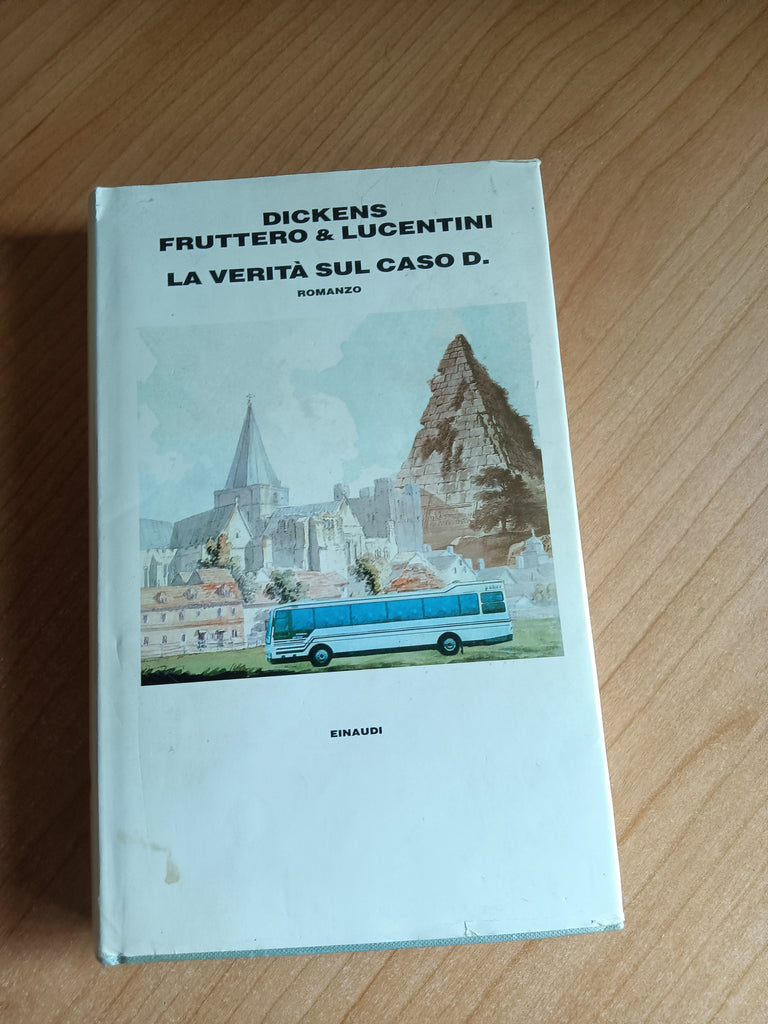 DICKENS
FRUTTERO & LUCENTINI
LA VERITÀ SUL CASO D.
ROMANZO
EINAUDI